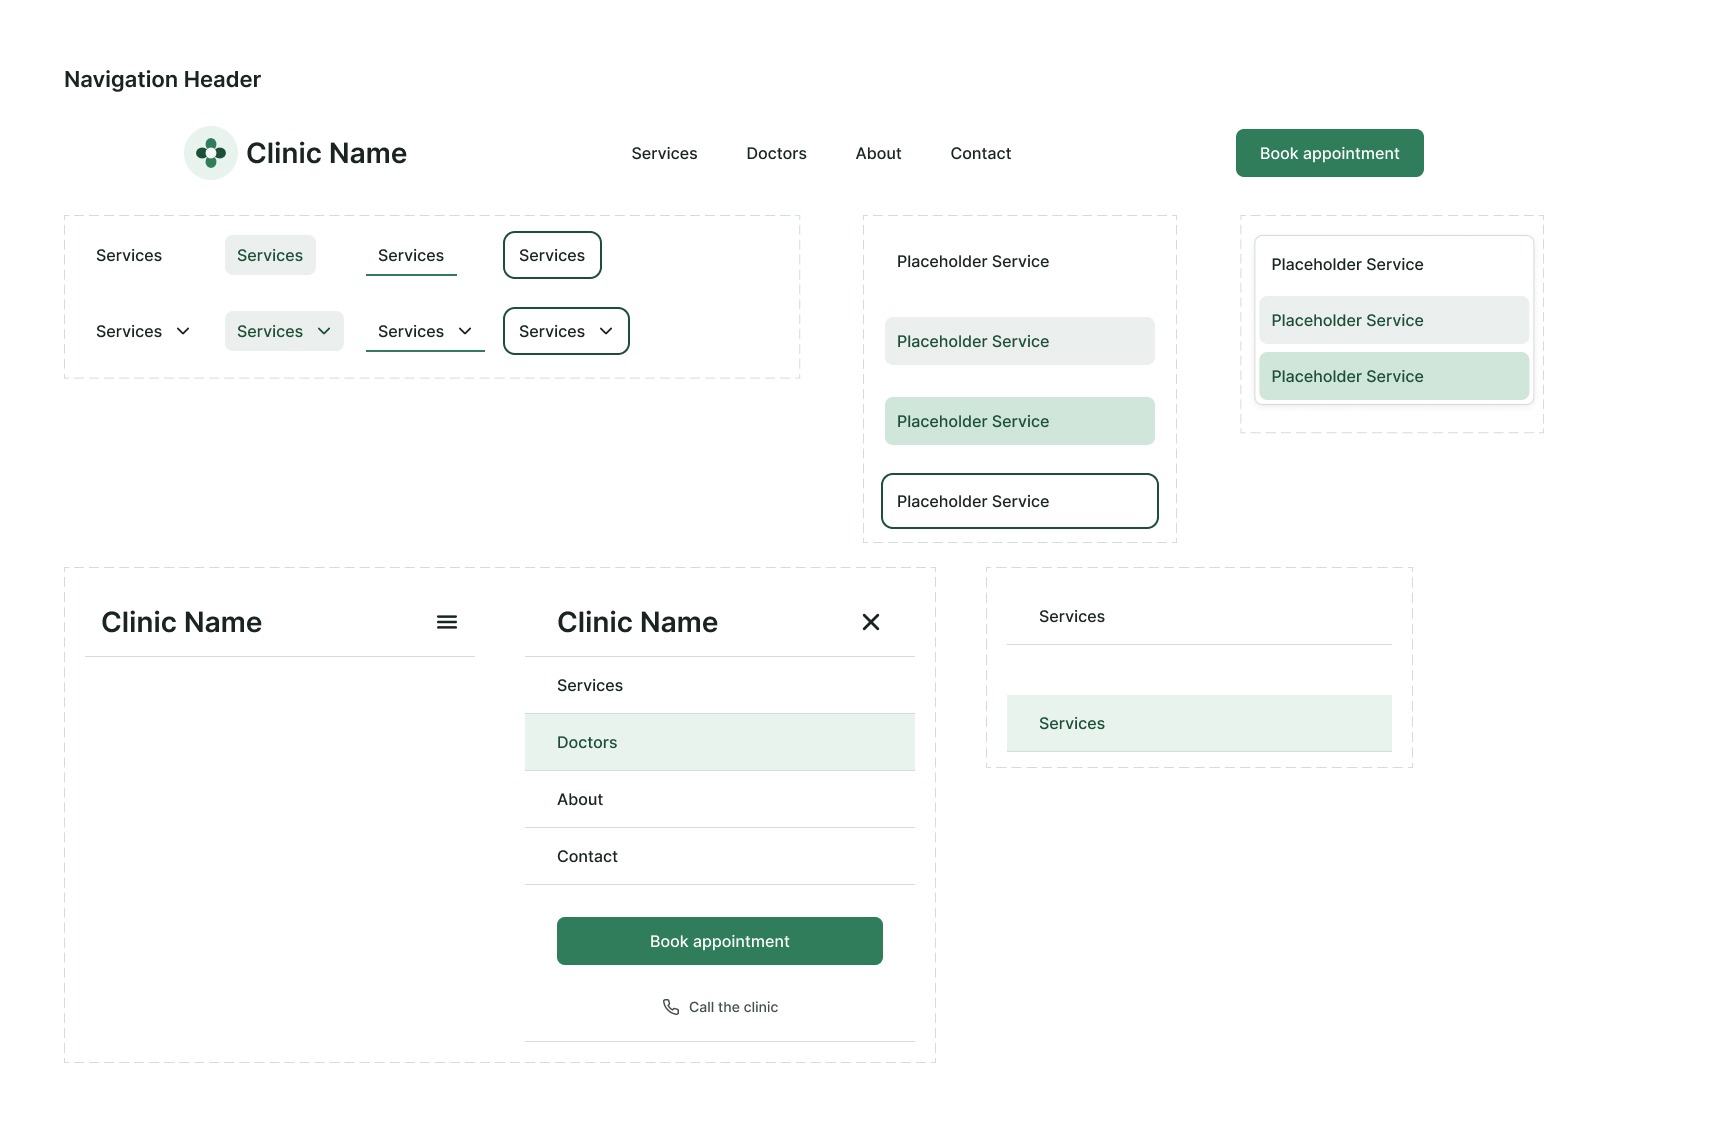 Navigation Header
Clinic Name
Services Doctors About Contact
Book appointment
Services Services Services Services
Services Services Services Services
Placeholder Service
Placeholder Service
Placeholder Service
Placeholder Service
Placeholder Service
Placeholder Service
Placeholder Service
Clinic Name
Clinic Name
Services
Doctors
About
Contact
Book appointment
Call the clinic
Services
Services